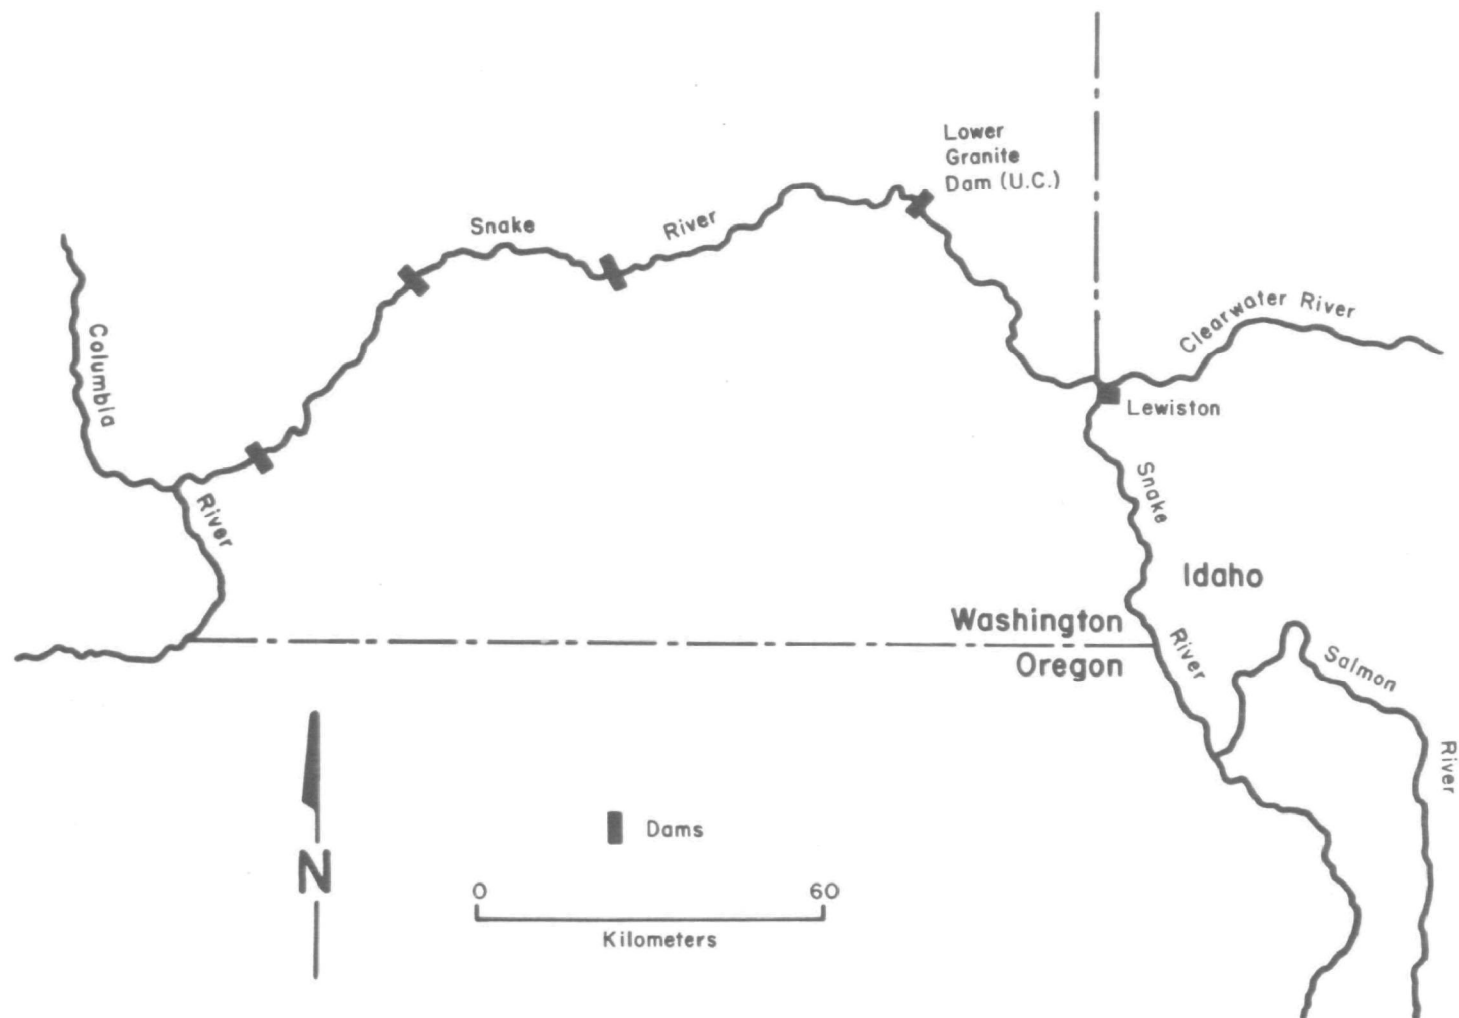 Lower
Granite
Dam (U.C.)
Snake
River
Clearwater River
Columbia
Lewiston
Snake
River
Idaho
Washington
River
Oregon
Salmon
River
N
Dams
0 60
Kilometers